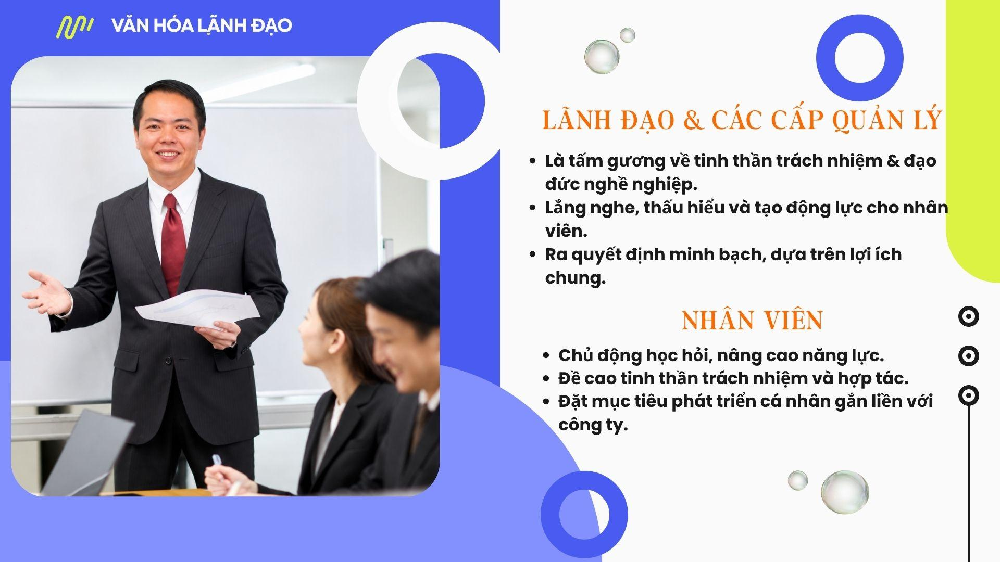 VĂN HÓA LÃNH ĐẠO
LÃNH ĐẠO & CÁC CẤP QUẢN LÝ
• Là tấm gương về tinh thần trách nhiệm & đạo
đức nghề nghiệp.
• Lắng nghe, thấu hiểu và tạo động lực cho nhân
viên.
• Ra quyết định minh bạch, dựa trên lợi ích
chung.
NHÂN VIÊN
• Chủ động học hỏi, nâng cao năng lực.
• Đề cao tinh thần trách nhiệm và hợp tác.
• Đặt mục tiêu phát triển cá nhân gắn liền với
công ty.